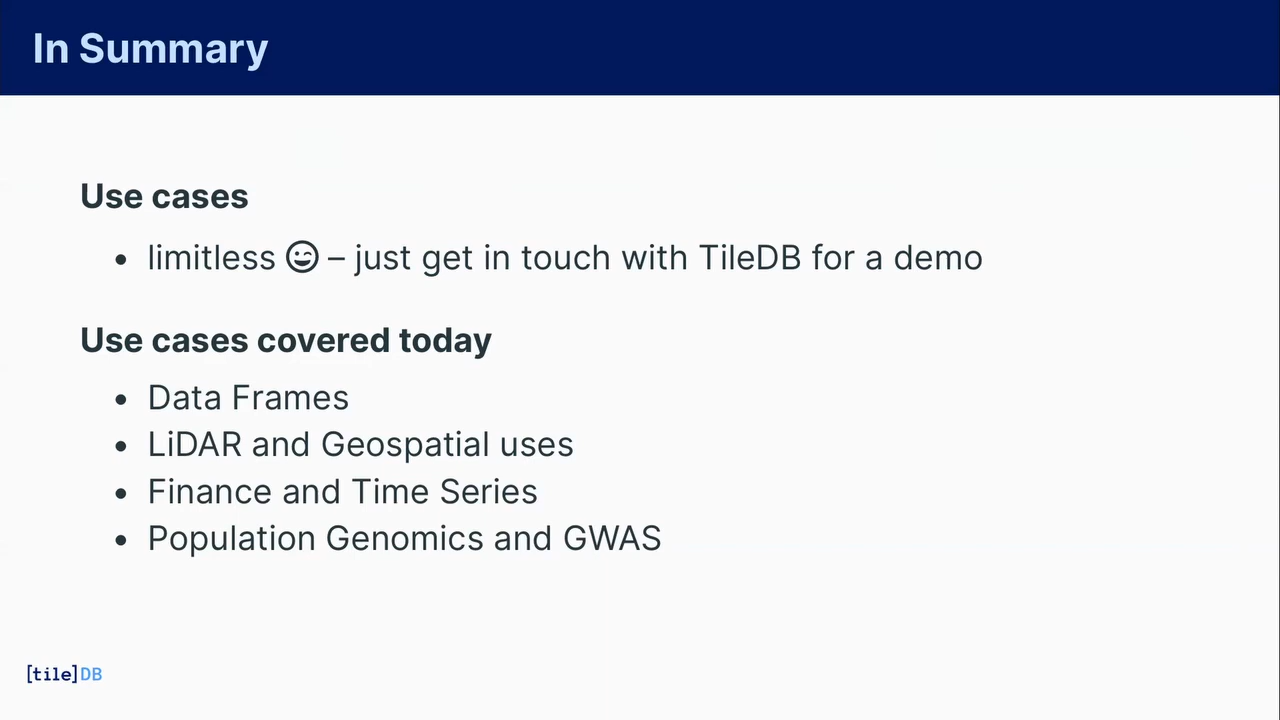 In Summary
Use cases
• limitless 😄 – just get in touch with TileDB for a demo
Use cases covered today
• Data Frames
• LiDAR and Geospatial uses
• Finance and Time Series
• Population Genomics and GWAS
[tile]DB